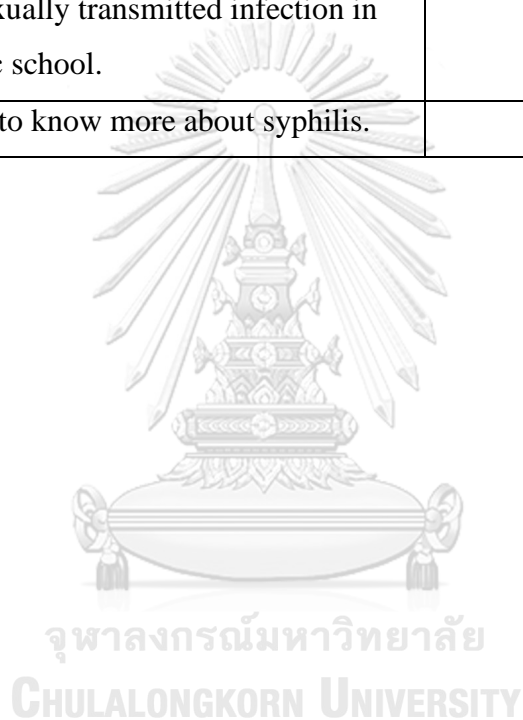 xually transmitted infection in
c school.
to know more about syphilis.
จุฬาลงกรณ์มหาวิทยาลัย
CHULALONGKORN UNIVERSITY